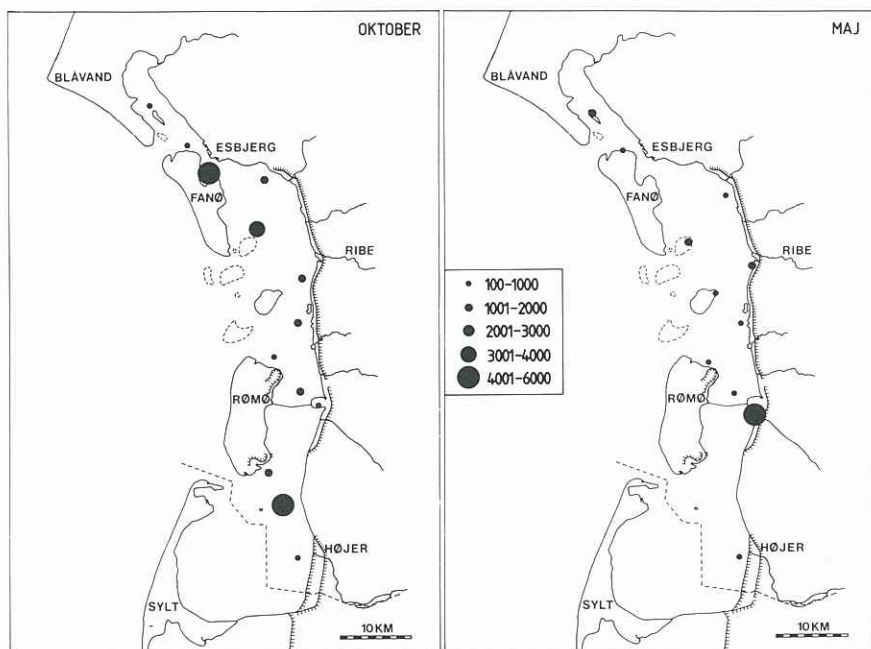 OKTOBER
BLÅVAND
ESBJERG
FANØ
RIBE
RØMØ
HØJER
SYLT
10 KM
MAJ
BLÅVAND
ESBJERG
FANØ
RIBE
100-1000
1001-2000
2001-3000
3001-4000
4001-6000
RØMØ
HØJER
SYLT
10 KM